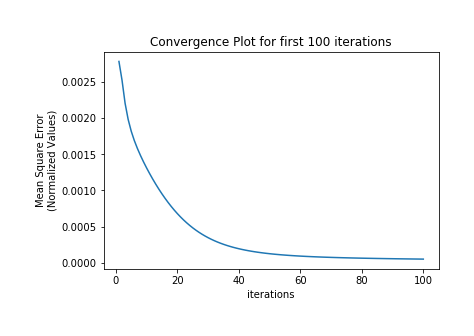 Convergence Plot for first 100 iterations
Mean Square Error
(Normalized Values)
0.0025
0.0020
0.0015
0.0010
0.0005
0.0000
0 20 40 60 80 100
iterations